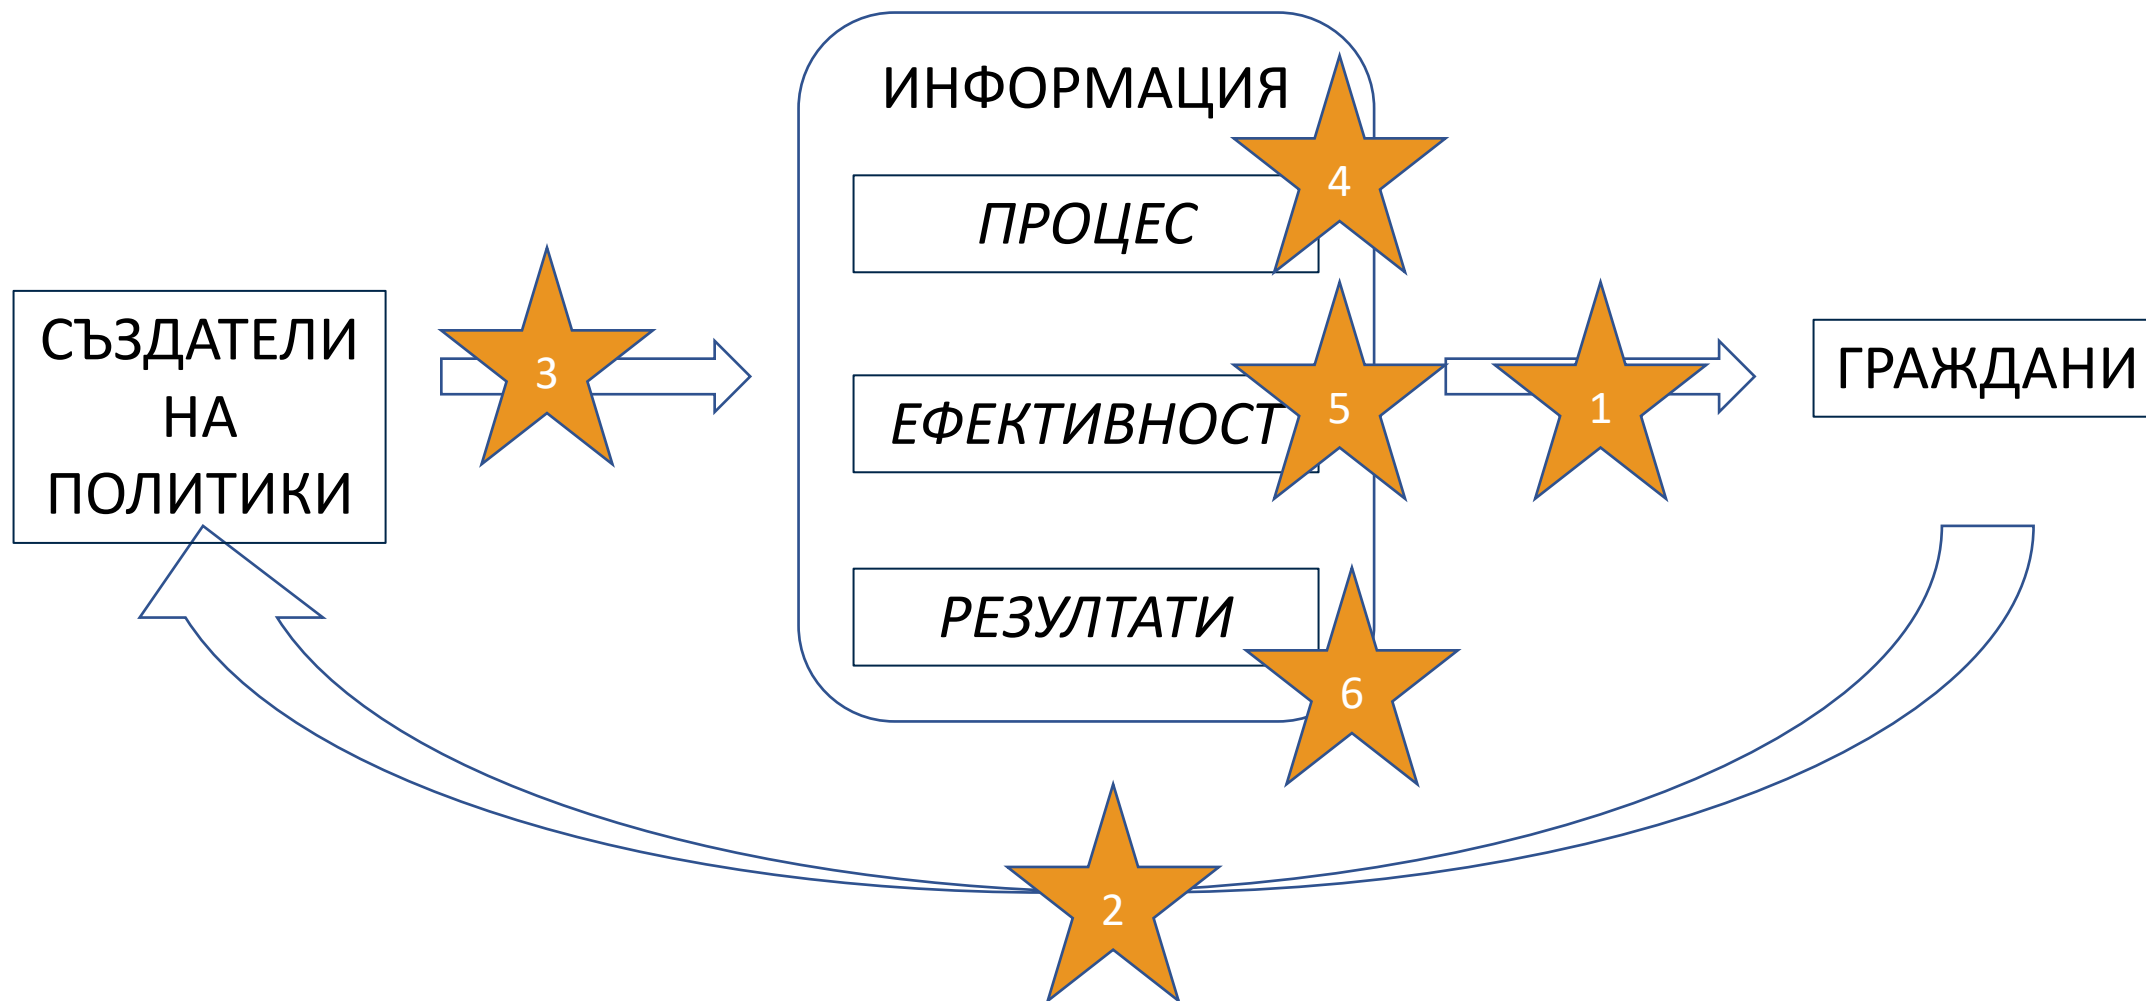 ИНФОРМАЦИЯ
4
ПРОЦЕС
СЪЗДАТЕЛИ
НА
ПОЛИТИКИ
3
ЕФЕКТИВНОСТ
5
1
ГРАЖДАНИ
РЕЗУЛТАТИ
6
2